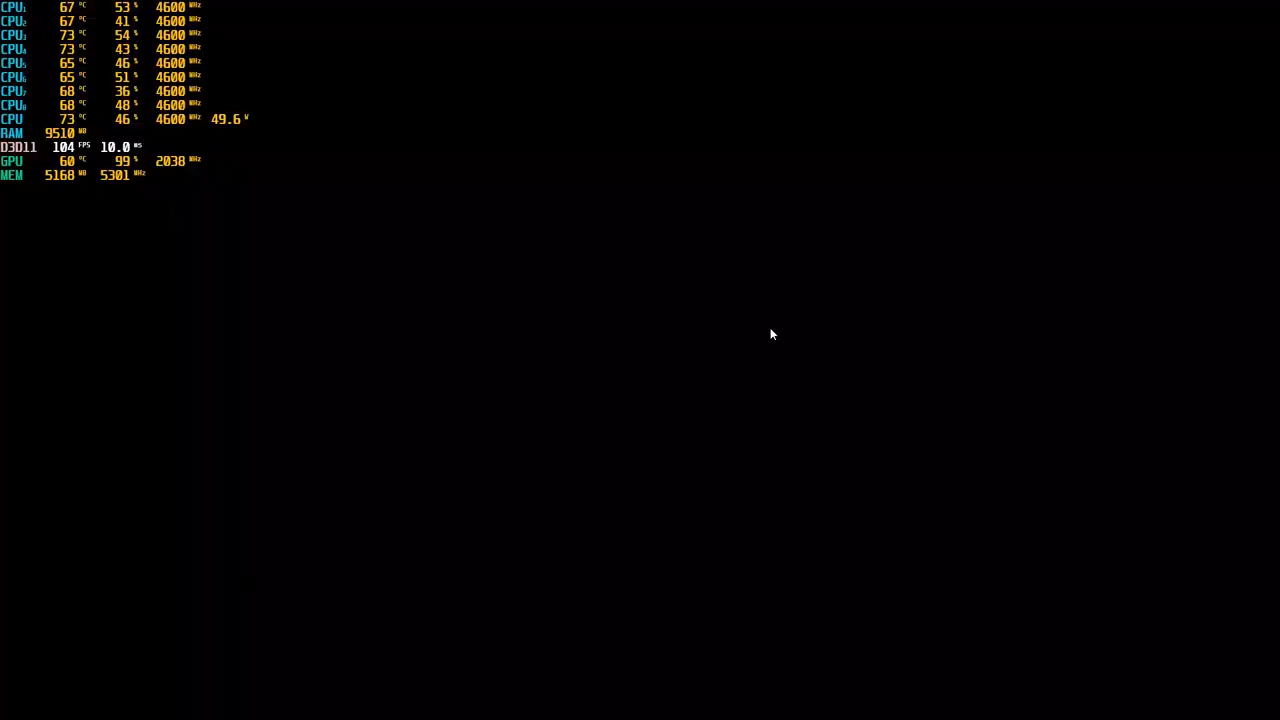 CPU1 67 °C 53 % 4600 MHz
CPU2 67 °C 41 % 4600 MHz
CPU3 73 °C 54 % 4600 MHz
CPU4 73 °C 43 % 4600 MHz
CPU5 65 °C 46 % 4600 MHz
CPU6 65 °C 51 % 4600 MHz
CPU7 68 °C 36 % 4600 MHz
CPU8 68 °C 48 % 4600 MHz
CPU 73 °C 46 % 4600 MHz 49.6 W
RAM 9510 MB
D3D11 104 FPS 10.0 ms
GPU 60 °C 99 % 2038 MHz
MEM 5168 MB 5301 MHz